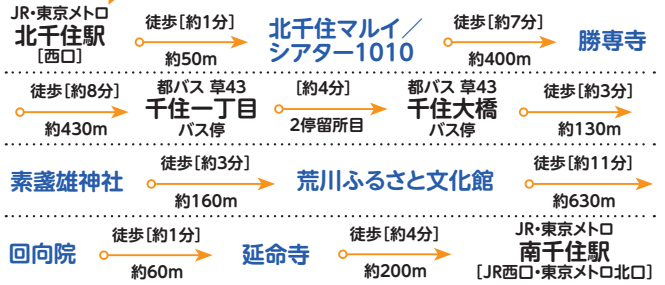 JR・東京メトロ
北千住駅
[西口]
徒歩[約1分]
約50m
北千住マルイ／
シアター1010
徒歩[約7分]
約400m
勝専寺
徒歩[約8分]
約430m
都バス 草43
千住一丁目
バス停
[約4分]
2停留所目
都バス 草43
千住大橋
バス停
徒歩[約3分]
約130m
素盞雄神社
徒歩[約3分]
約160m
荒川ふるさと文化館
徒歩[約11分]
約630m
回向院
徒歩[約1分]
約60m
延命寺
徒歩[約4分]
約200m
JR・東京メトロ
南千住駅
[JR西口・東京メトロ北口]